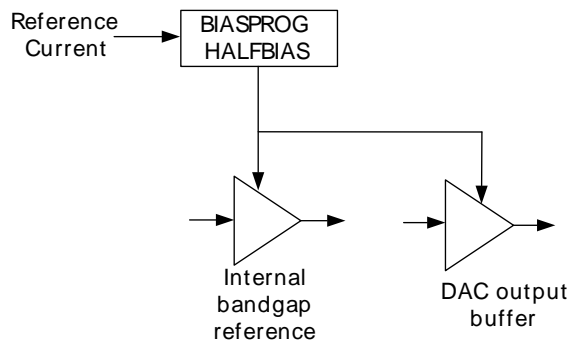 Reference
Current
BIASPROG
HALFBIAS
Internal
bandgap
reference
DAC output
buffer